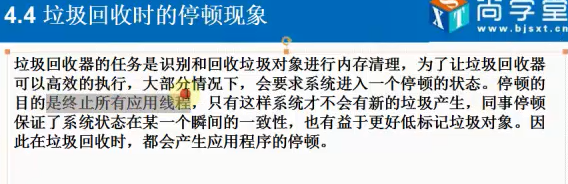 4.4 垃圾回收时的停顿现象
尚学堂
www.bjsxt.cn
垃圾回收器的任务是识别和回收垃圾对象进行内存清理，为了让垃圾回收器
可以高效的执行，大部分情况下，会要求系统进入一个停顿的状态。停顿的
目的是终止所有应用线程，只有这样系统才不会有新的垃圾产生，同事停顿
保证了系统状态在某一个瞬间的一致性，也有益于更好低标记垃圾对象。因
此在垃圾回收时，都会产生应用程序的停顿。